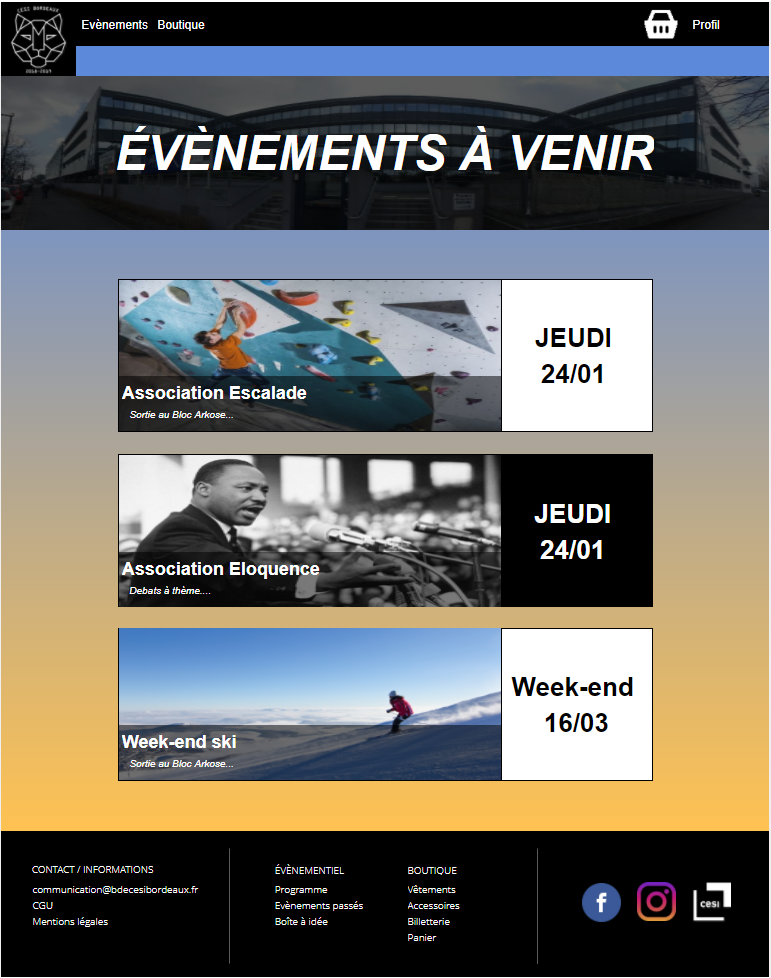 CESI BORDEAUX
2018-2019
Evènements Boutique
Profil
ÉVÈNEMENTS À VENIR
Association Escalade
Sortie au Bloc Arkose...
JEUDI
24/01
Association Eloquence
Debats à thème....
JEUDI
24/01
Week-end ski
Sortie au Bloc Arkose...
Week-end
16/03
CONTACT / INFORMATIONS
communication@bdecesibordeaux.fr
CGU
Mentions légales
ÉVÈNEMENTIEL
Programme
Evènements passés
Boîte à idée
BOUTIQUE
Vêtements
Accessoires
Billetterie
Panier
f
cesi